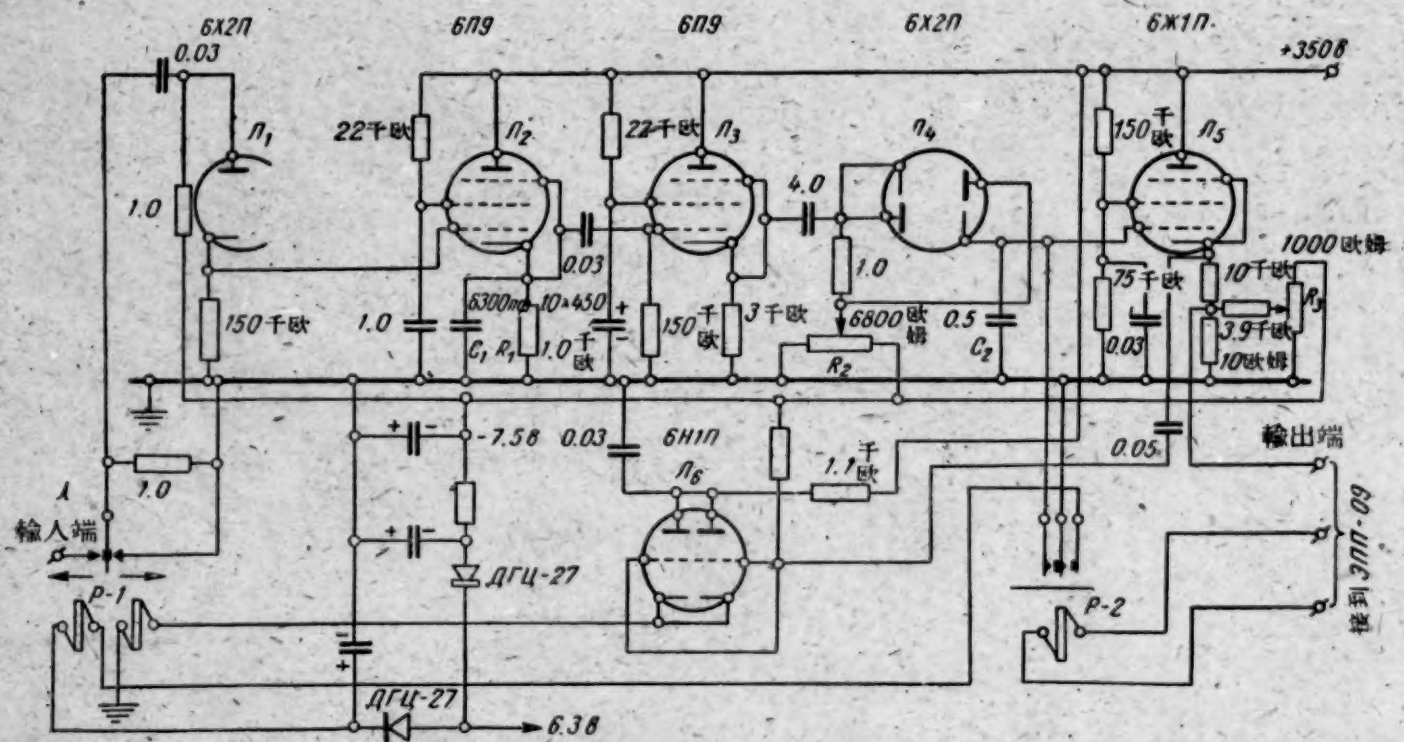 6Х2П
6П9
6П9
6Х2П
6Ж1П
0.03
+350в
Л1
Л2
Л3
Л4
Л5
22千欧
22千欧
150千欧
1.0
4.0
1.0
1000欧姆
0.03
75千欧
10千欧
R3
150千欧
1.0
6300пф
10×450
C1
R1
1.0千欧
150千欧
3千欧
6800欧姆
R2
0.5
C2
0.03
3.9千欧
10欧姆
+ -
-7.5в
0.03
6Н1П
1.1千欧
0.05
輸出端
1.0
Л6
λ
輸入端
+ -
ДГЦ-27
接到ЭПП-09
Р-1
Р-2
-
+
ДГЦ-27
6.3в